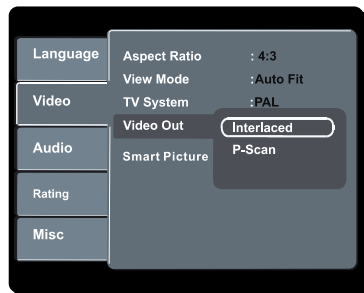 Language
Video
Audio
Rating
Misc
Aspect Ratio : 4:3
View Mode :Auto Fit
TV System :PAL
Video Out
Smart Picture
Interlaced
P-Scan